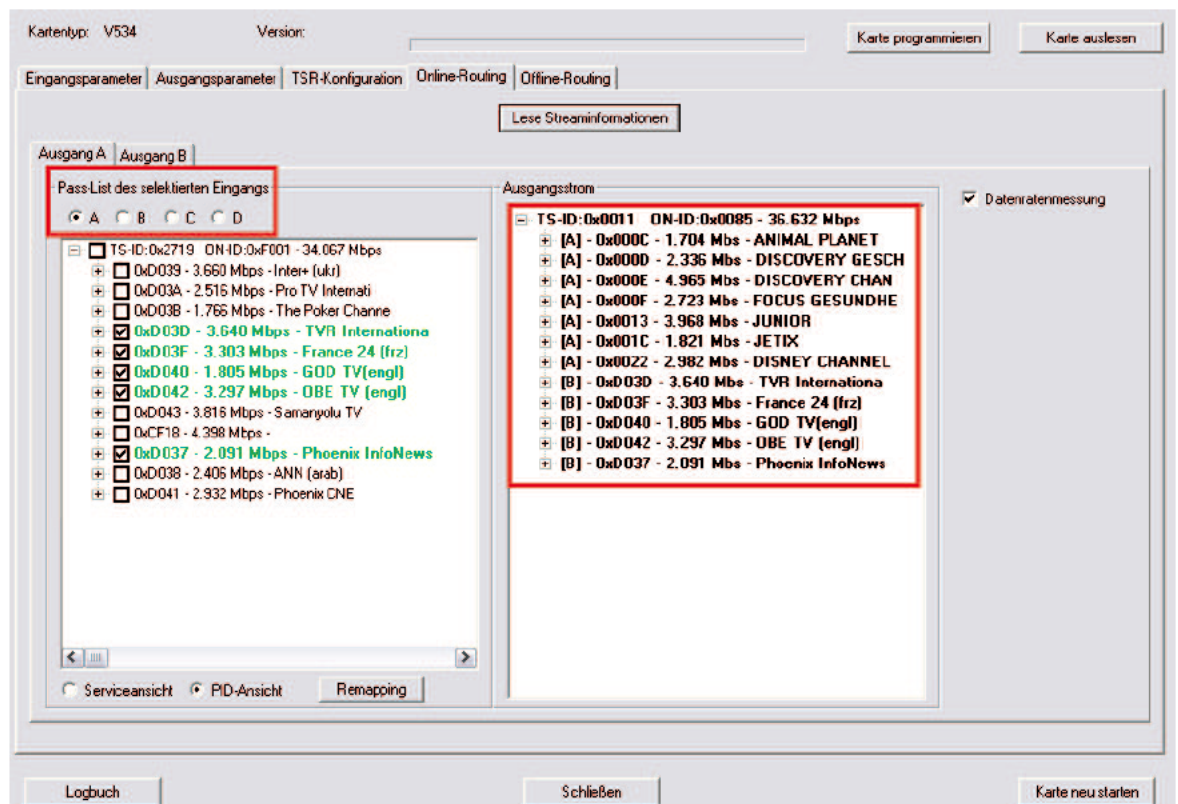 Kartentyp: V534 Version: Karte programmieren Karte auslesen
Eingangsparameter Ausgangsparameter TSR-Konfiguration Online-Routing Offline-Routing
Lese Streaminformationen
Ausgang A Ausgang B
Pass-List des selektierten Eingangs
A B C D
TS-ID:0x2719 ON-ID:0xF001 - 34.067 Mbps
0xD039 - 3.660 Mbps - Inter+ (ukr)
0xD03A - 2.516 Mbps - Pro TV Internati
0xD03B - 1.766 Mbps - The Poker Channe
0xD03D - 3.640 Mbps - TVR Internationa
0xD03F - 3.303 Mbps - France 24 (frz)
0xD040 - 1.805 Mbps - GOD TV(engl)
0xD042 - 3.297 Mbps - OBE TV (engl)
0xD043 - 3.816 Mbps - Samanyolu TV
0xCF18 - 4.398 Mbps -
0xD037 - 2.091 Mbps - Phoenix InfoNews
0xD038 - 2.406 Mbps - ANN (arab)
0xD041 - 2.932 Mbps - Phoenix CNE
Serviceansicht PID-Ansicht Remapping
Ausgangsstrom
TS-ID:0x0011 ON-ID:0x0085 - 36.632 Mbps
[A] - 0x000C - 1.704 Mbs - ANIMAL PLANET
[A] - 0x000D - 2.336 Mbs - DISCOVERY GESCH
[A] - 0x000E - 4.965 Mbs - DISCOVERY CHAN
[A] - 0x000F - 2.723 Mbs - FOCUS GESUNDHE
[A] - 0x0013 - 3.968 Mbs - JUNIOR
[A] - 0x001C - 1.821 Mbs - JETIX
[A] - 0x0022 - 2.982 Mbs - DISNEY CHANNEL
[B] - 0xD03D - 3.640 Mbs - TVR Internationa
[B] - 0xD03F - 3.303 Mbs - France 24 (frz)
[B] - 0xD040 - 1.805 Mbs - GOD TV(engl)
[B] - 0xD042 - 3.297 Mbs - OBE TV (engl)
[B] - 0xD037 - 2.091 Mbs - Phoenix InfoNews
Datenratenmessung
Logbuch Schließen Karte neu starten